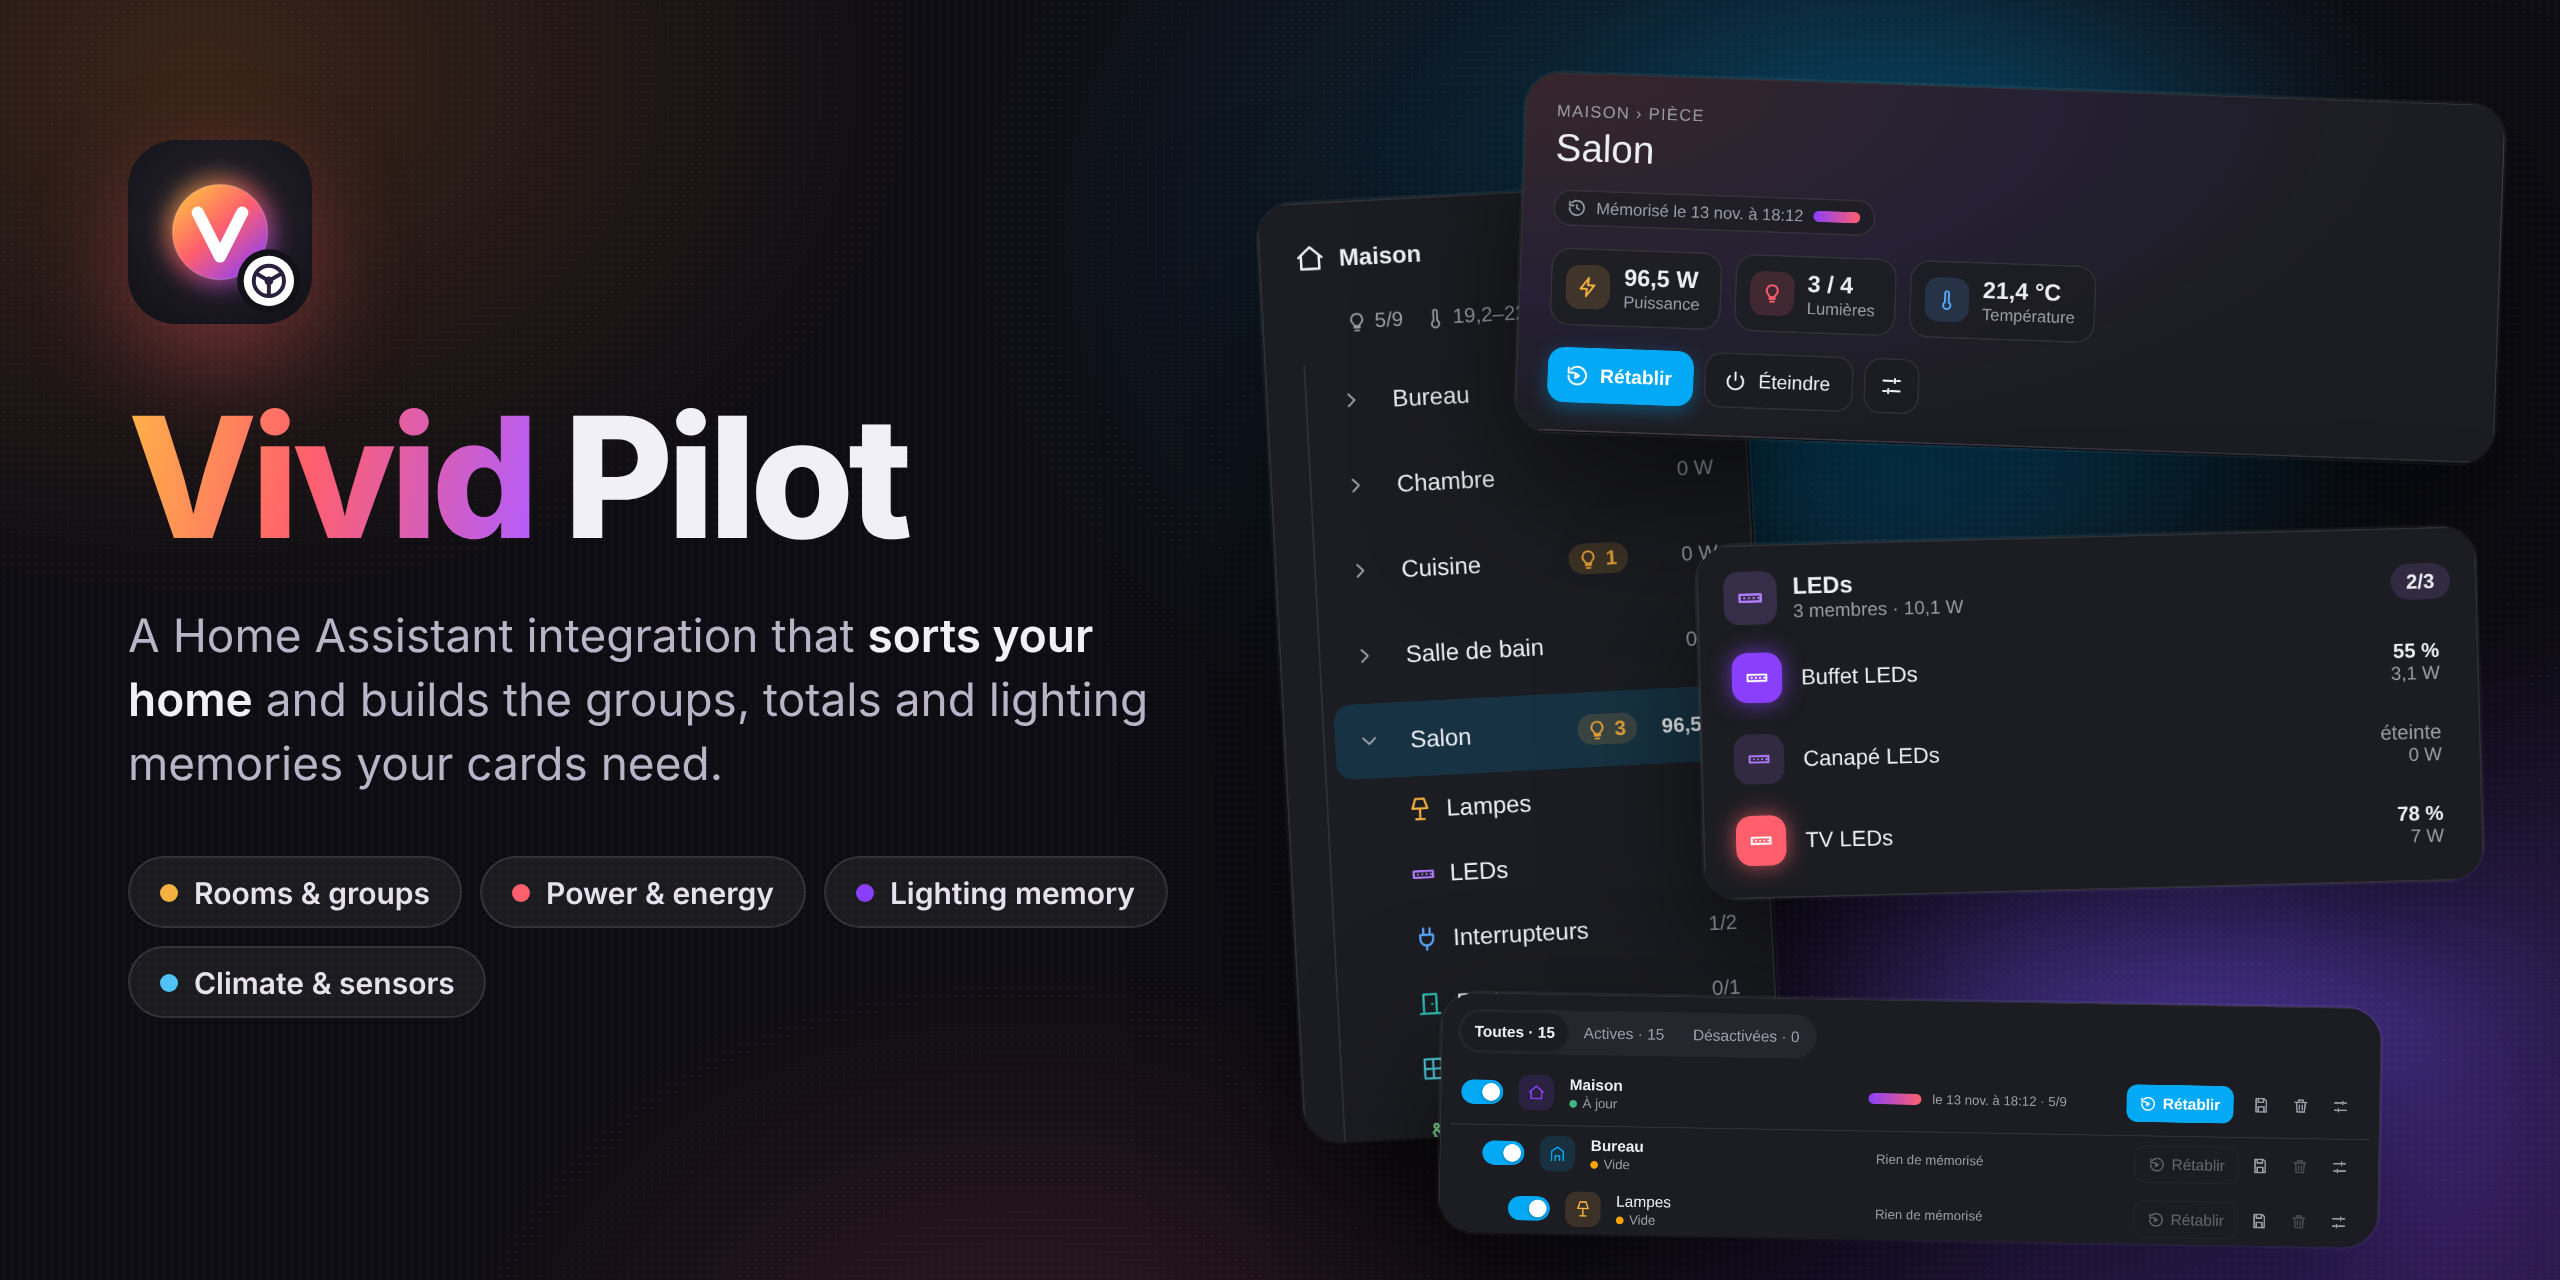 V
Vivid Pilot
A Home Assistant integration that sorts your
home and builds the groups, totals and lighting
memories your cards need.
Rooms & groups
Power & energy
Lighting memory
Climate & sensors
Maison
5/9
Bureau
Chambre
0 W
Cuisine
1
0 W
Salle de bain
Salon
3
96,5
Lampes
LEDs
Interrupteurs
1/2
0/1
MAISON › PIÈCE
Salon
Mémorisé le 13 nov. à 18:12
96,5 W
Puissance
3 / 4
Lumières
21,4 °C
Température
Rétablir
Éteindre
LEDs
3 membres · 10,1 W
2/3
Buffet LEDs
55 %
3,1 W
Canapé LEDs
éteinte
0 W
TV LEDs
78 %
7 W
Toutes · 15
Actives · 15
Désactivées · 0
Maison
À jour
le 13 nov. à 18:12 · 5/9
Rétablir
Bureau
Vide
Rien de mémorisé
Rétablir
Lampes
Vide
Rien de mémorisé
Rétablir